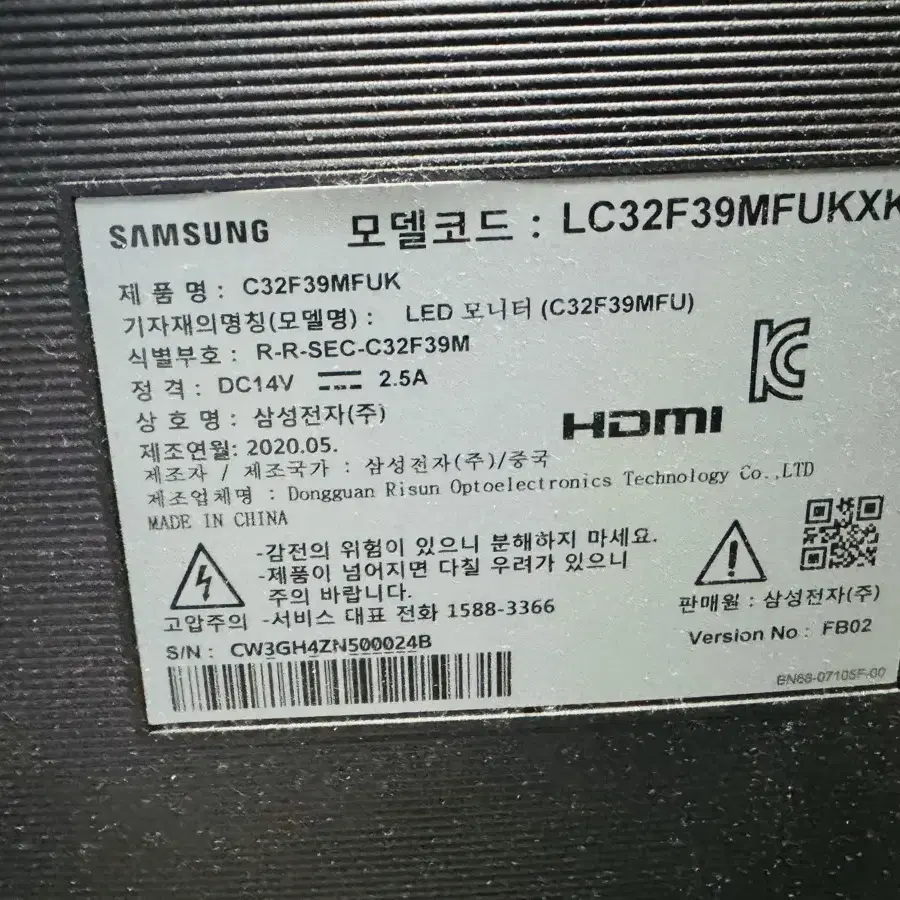 SAMSUNG 모델코드 : LC32F39MFUKXK
제 품 명 : C32F39MFUK
기자재의명칭(모델명) : LED 모니터 (C32F39MFU)
식별부호 : R-R-SEC-C32F39M
정 격 : DC14V 2.5A
상 호 명 : 삼성전자(주)
HDMI
제조연월: 2020.05.
제조자 / 제조국가 : 삼성전자(주)/중국
제조업체명 : Dongguan Risun Optoelectronics Technology Co.,LTD
MADE IN CHINA
-감전의 위험이 있으니 분해하지 마세요.
-제품이 넘어지면 다칠 우려가 있으니
주의 바랍니다.
고압주의 -서비스 대표 전화 1588-3366
판매원 : 삼성전자(주)
S/N : CW3GH4ZN500024B
Version No : FB02
BN68-07105F-00